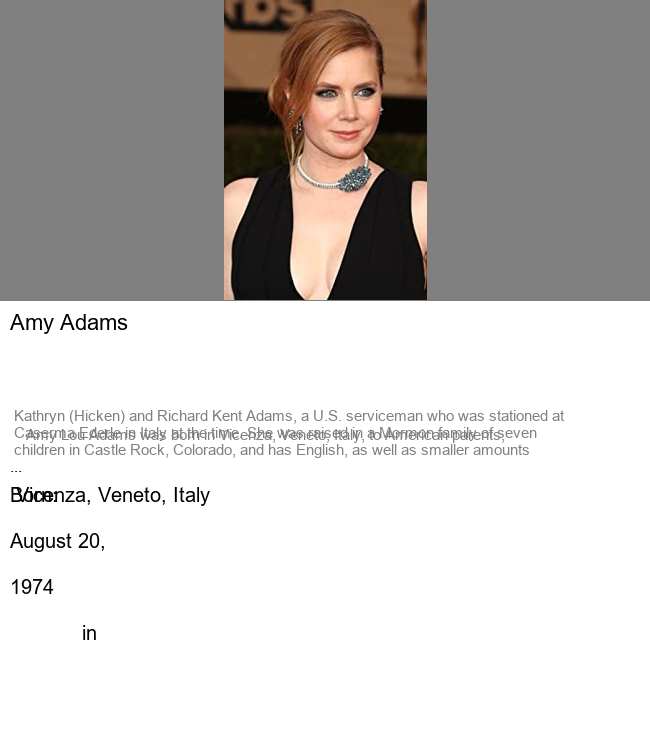 nbs
Amy Adams
Amy Lou Adams was born in Vicenza, Veneto, Italy, to American parents,
Kathryn (Hicken) and Richard Kent Adams, a U.S. serviceman who was stationed at
Caserma Ederle in Italy at the time. She was raised in a Mormon family of seven
children in Castle Rock, Colorado, and has English, as well as smaller amounts
...
Born:
Vicenza, Veneto, Italy
August 20,
1974
in